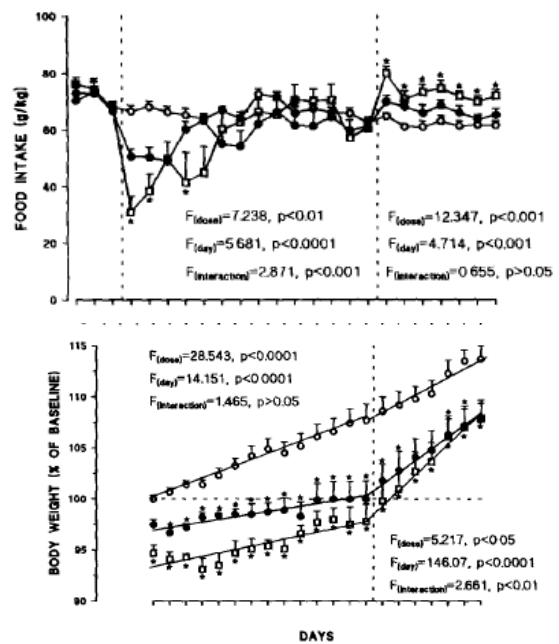 FOOD INTAKE (g/kg)
100
80
60
40
20
0
F(dose)=7.238, p<0.01
F(day)=5 681, p<0.0001
F(interaction)=2.871, p<0.001
F(dose)=12.347, p<0.001
F(day)=4.714, p<0.001
F(interaction)=0 655, p>0.05
BODY WEIGHT (% OF BASELINE)
115
110
105
100
95
90
F(dose)=28.543, p<0.0001
F(day)=14.151, p<0 0001
F(interaction)=1.465, p>0.05
F(dose)=5.217, p<0 05
F(day)=146.07, p<0.0001
F(interaction)=2.661, p<0.01
DAYS